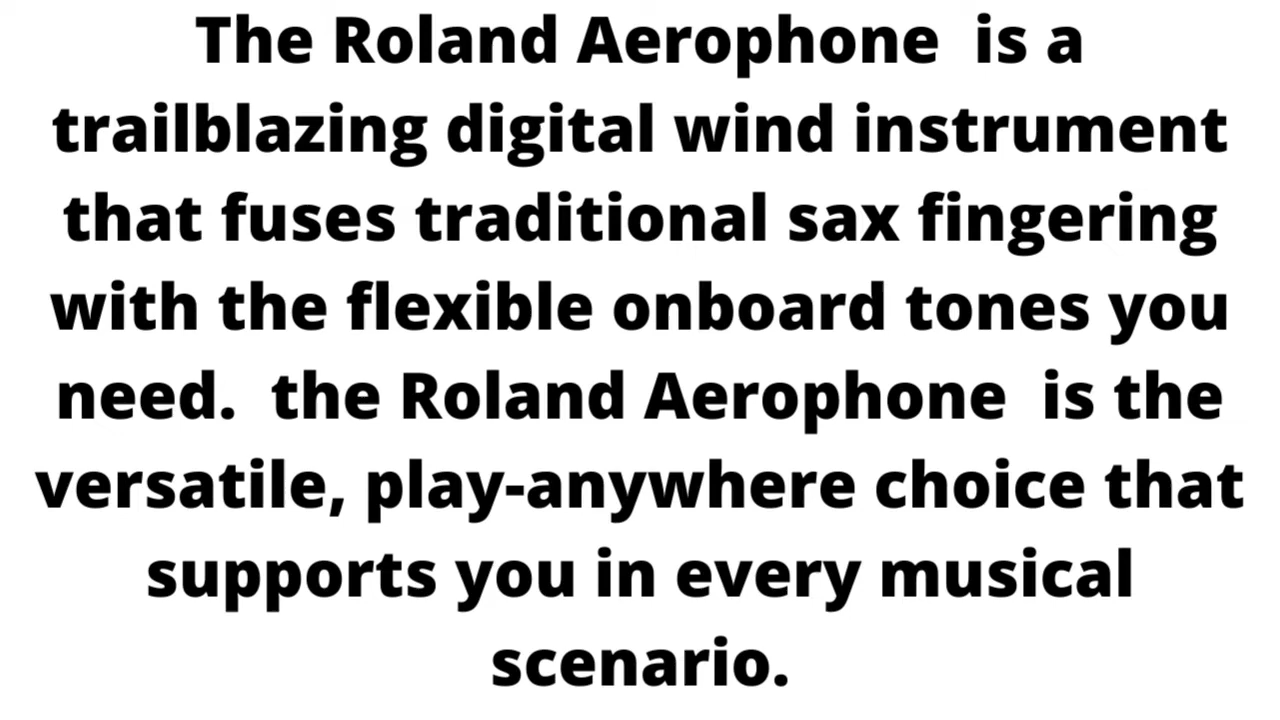 The Roland Aerophone  is a
trailblazing digital wind instrument
that fuses traditional sax fingering
with the flexible onboard tones you
need.  the Roland Aerophone  is the
versatile, play-anywhere choice that
supports you in every musical
scenario.